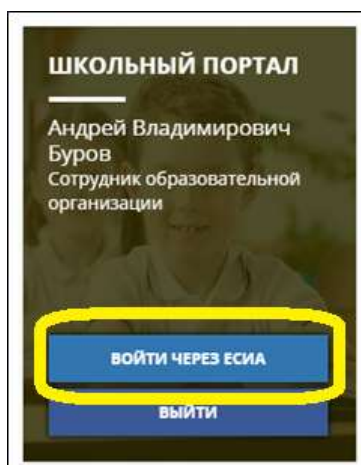 ШКОЛЬНЫЙ ПОРТАЛ
Андрей Владимирович
Буров
Сотрудник образовательной
организации
ВОЙТИ ЧЕРЕЗ ЕСИА
ВЫЙТИ